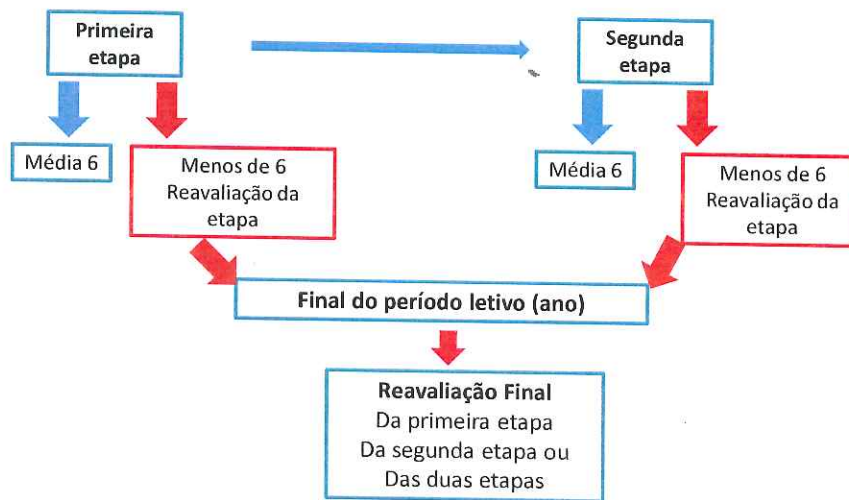 Primeira
etapa
Segunda
etapa
Média 6
Menos de 6
Reavaliação da
etapa
Média 6
Menos de 6
Reavaliação da
etapa
Final do período letivo (ano)
Reavaliação Final
Da primeira etapa
Da segunda etapa ou
Das duas etapas